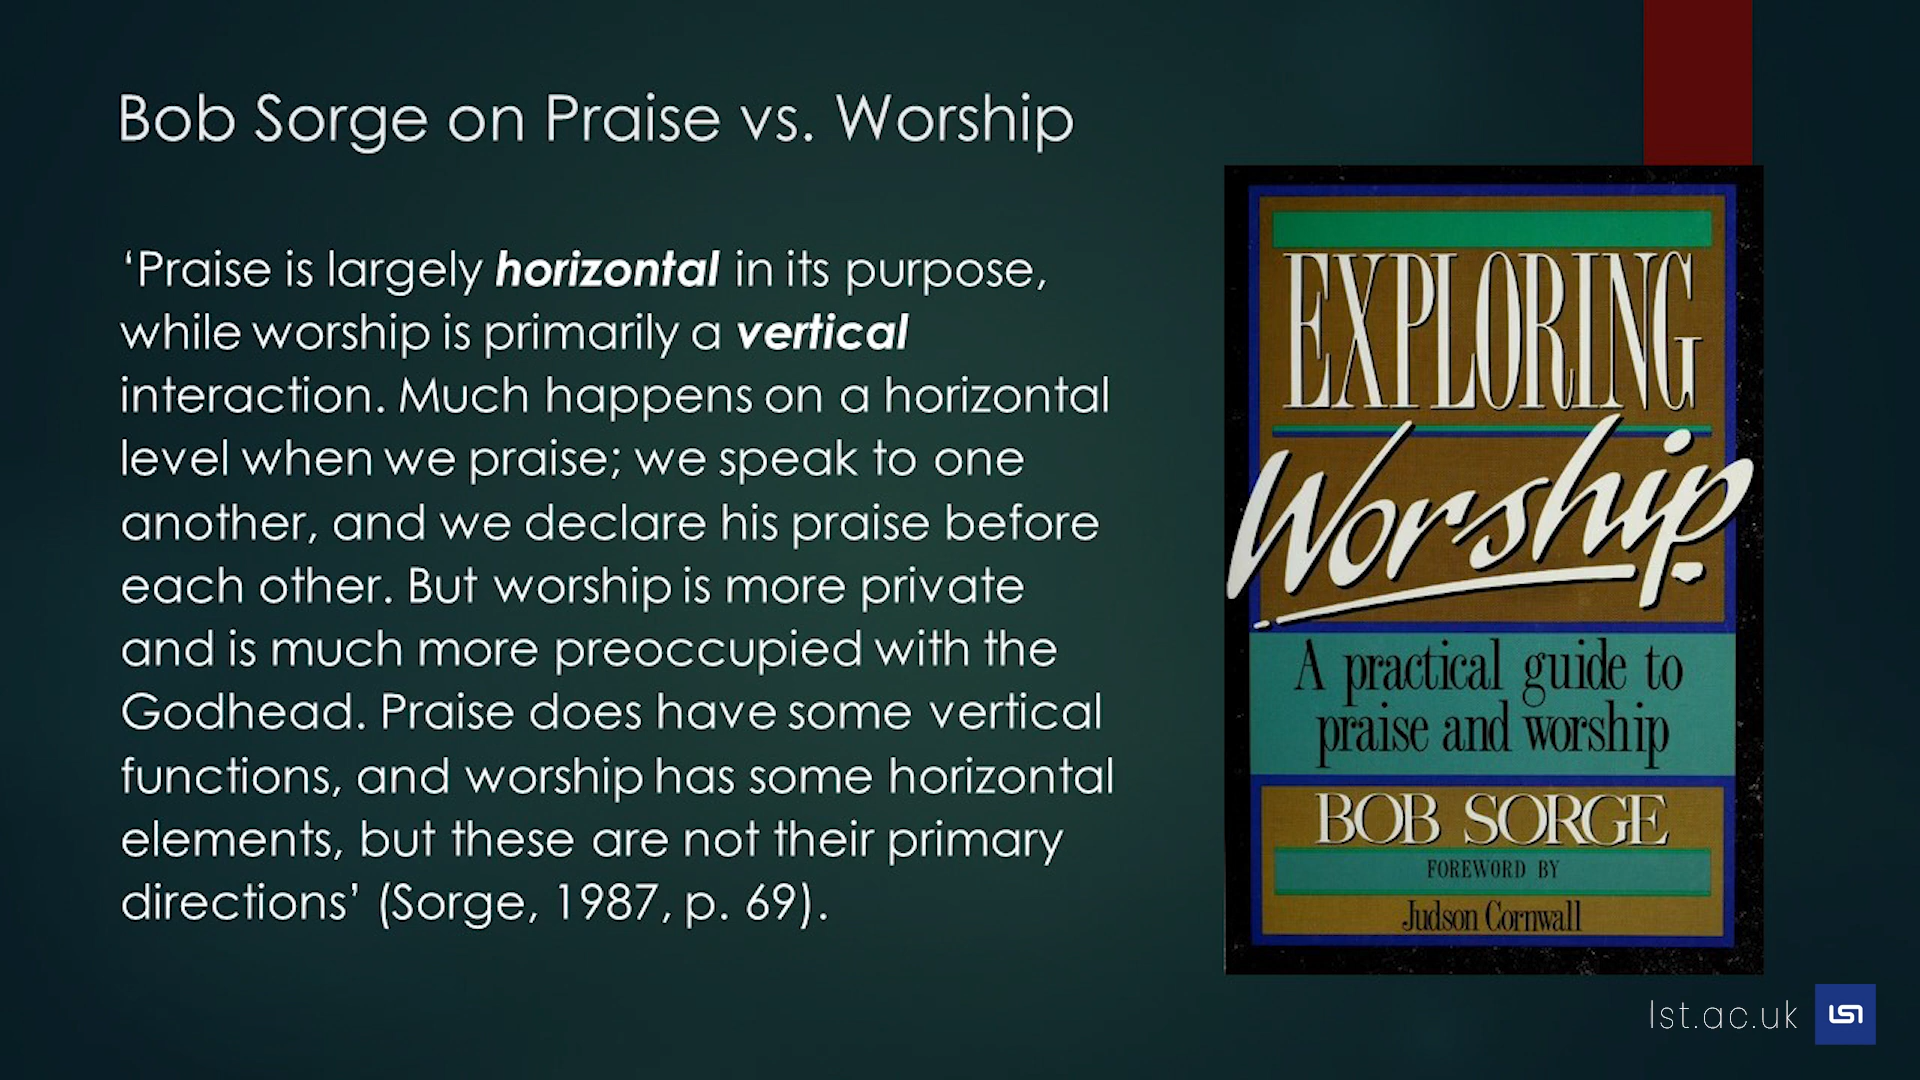 Bob Sorge on Praise vs. Worship
‘Praise is largely horizontal in its purpose,
while worship is primarily a vertical
interaction. Much happens on a horizontal
level when we praise; we speak to one
another, and we declare his praise before
each other. But worship is more private
and is much more preoccupied with the
Godhead. Praise does have some vertical
functions, and worship has some horizontal
elements, but these are not their primary
directions’ (Sorge, 1987, p. 69).
EXPLORING
Worship
A practical guide to
praise and worship
BOB SORGE
FOREWORD BY
Judson Cornwall
lst.ac.uk
LST